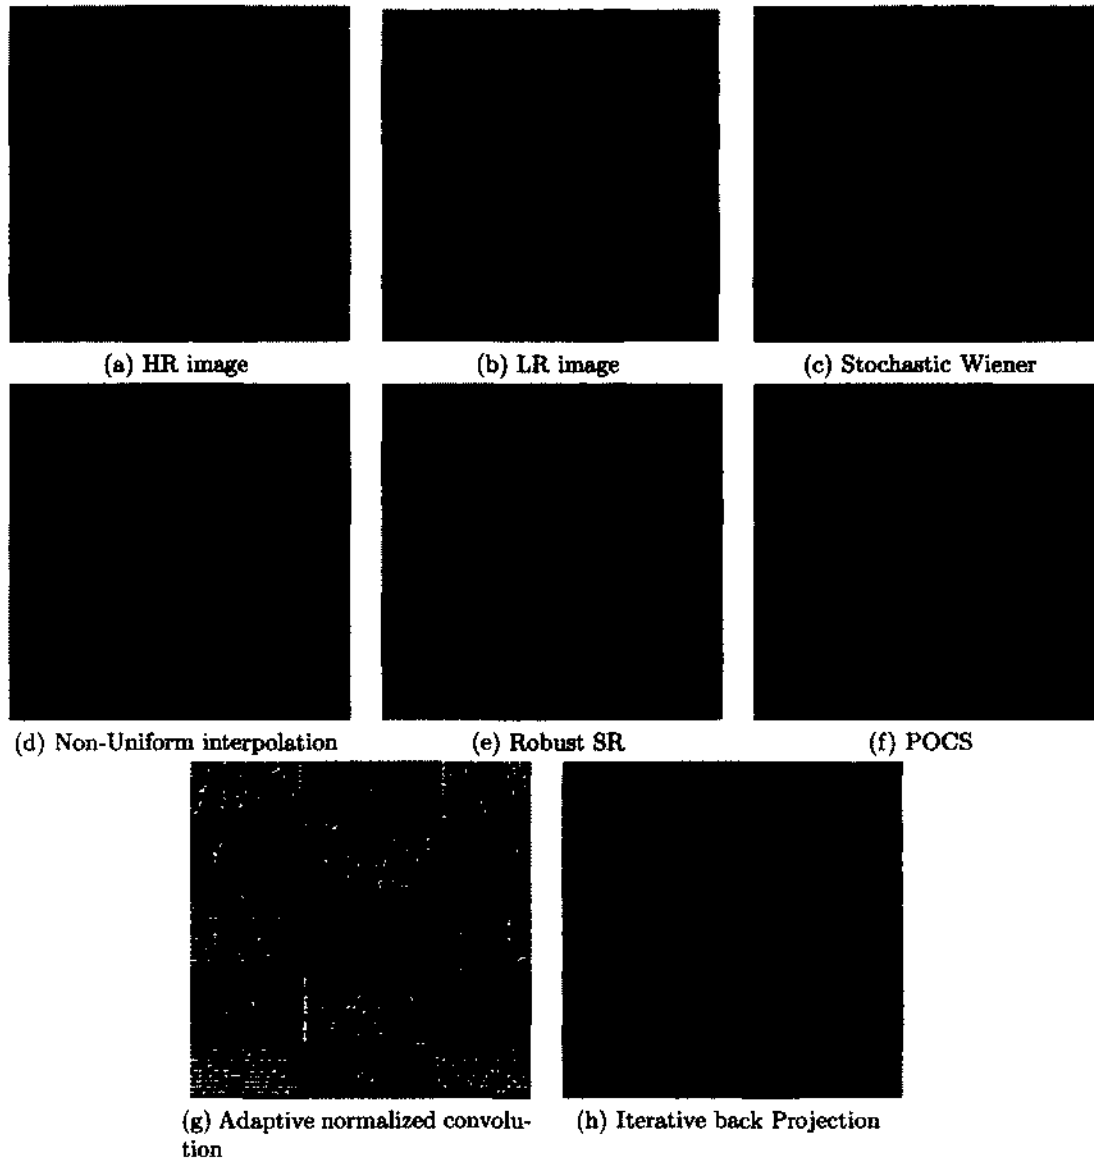 (a) HR image
(b) LR image
(c) Stochastic Wiener
(d) Non-Uniform interpolation
(e) Robust SR
(f) POCS
(g) Adaptive normalized convolu-
tion
(h) Iterative back Projection